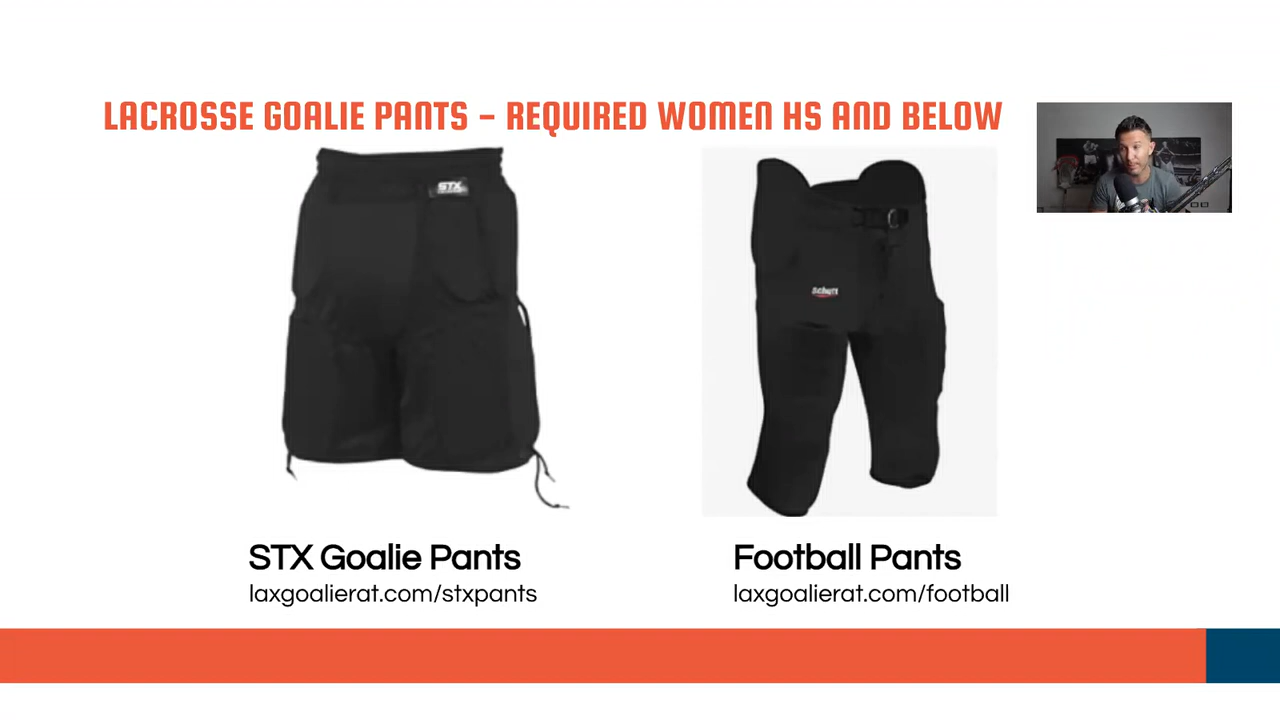 LACROSSE GOALIE PANTS – REQUIRED WOMEN HS AND BELOW
STX
Schutt
STX Goalie Pants
laxgoalierat.com/stxpants
Football Pants
laxgoalierat.com/football